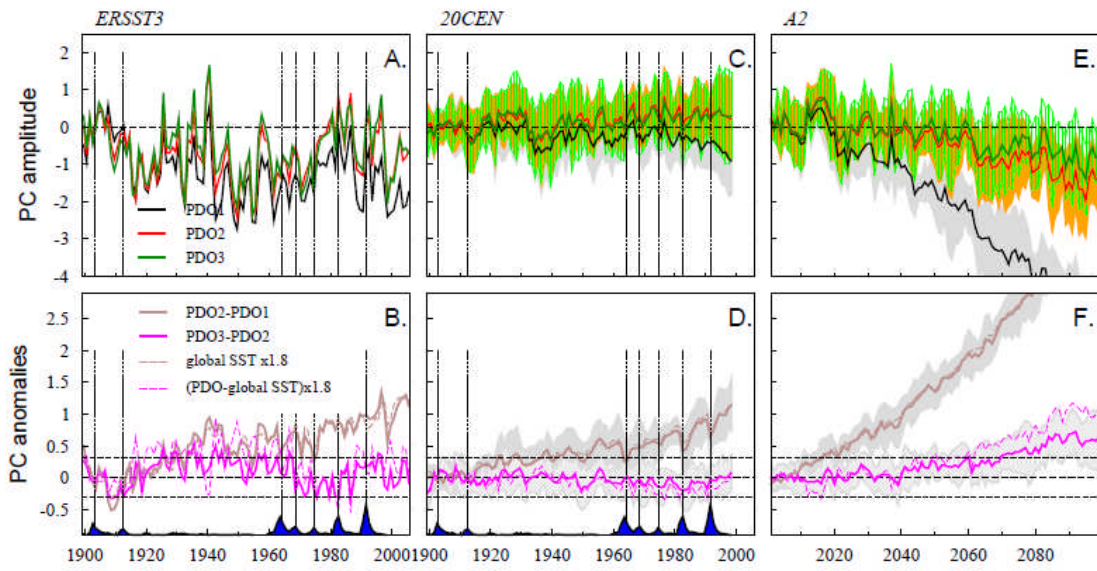 ERSST3 20CEN A2
2 A. C. E.
1
0
-1
-2
-3
-4
PC amplitude
PDO1
PDO2
PDO3
PDO2-PDO1 B. D. F.
PDO3-PDO2
global SST x1.8
(PDO-global SST)x1.8
2.5
2
1.5
1
0.5
0
-0.5
PC anomalies
1900 1920 1940 1960 1980 2000 1900 1920 1940 1960 1980 2000 2020 2040 2060 2080